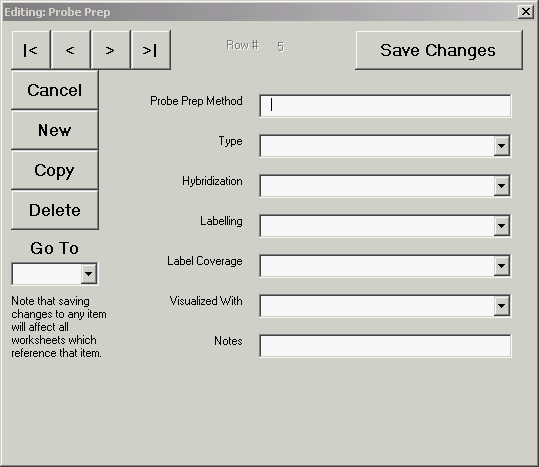 Editing: Probe Prep
|< < > >| Row # 5 Save Changes
Cancel
New
Copy
Delete
Go To
Note that saving
changes to any item
will affect all
worksheets which
reference that item.
Probe Prep Method
Type
Hybridization
Labelling
Label Coverage
Visualized With
Notes